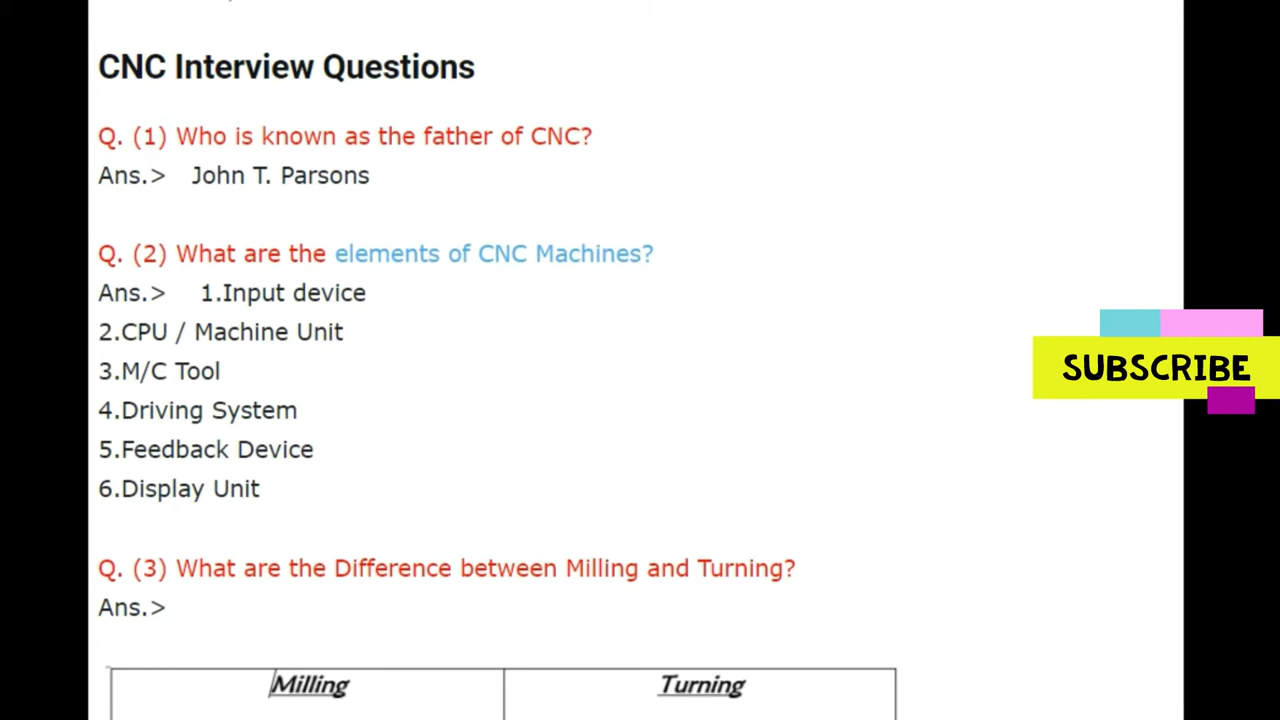 CNC Interview Questions
Q. (1) Who is known as the father of CNC?
Ans.> John T. Parsons
Q. (2) What are the elements of CNC Machines?
Ans.> 1.Input device
2.CPU / Machine Unit
3.M/C Tool
4.Driving System
5.Feedback Device
6.Display Unit
SUBSCRIBE
Q. (3) What are the Difference between Milling and Turning?
Ans.>
Milling Turning